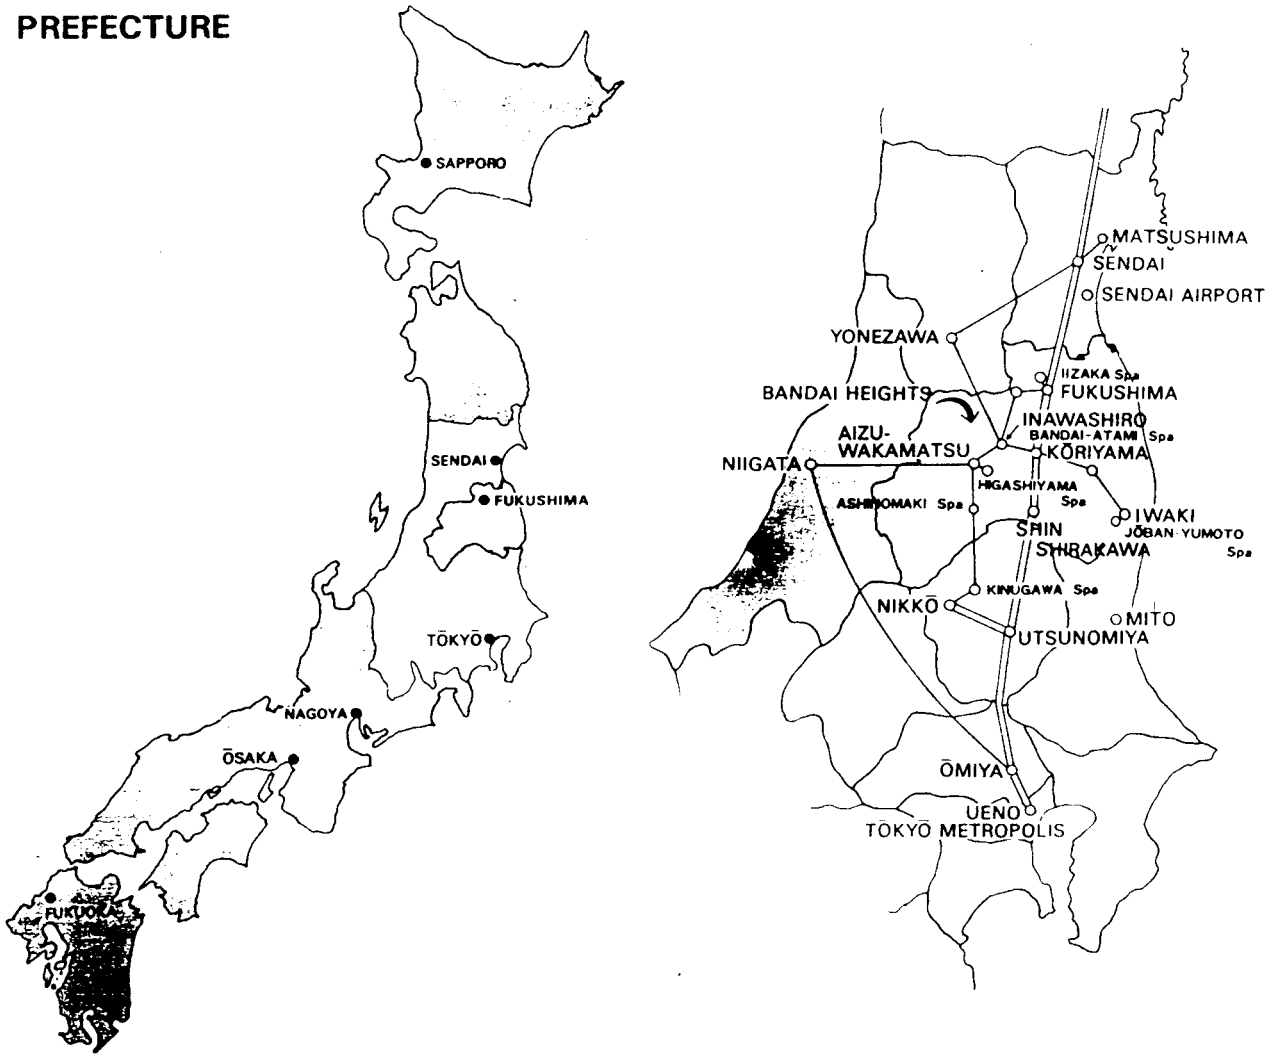 PREFECTURE
SAPPORO
SENDAI
FUKUSHIMA
TŌKYŌ
NAGOYA
ŌSAKA
FUKUOKA
MATSUSHIMA
SENDAI
SENDAI AIRPORT
YONEZAWA
IIZAKA Spa
BANDAI HEIGHTS
FUKUSHIMA
INAWASHIRO
AIZU-
WAKAMATSU
BANDAI-ATAMI Spa
KŌRIYAMA
NIIGATA
HIGASHIYAMA
Spa
ASHINOMAKI Spa
IWAKI
JŌBAN-YUMOTO
Spa
SHIN
SHIRAKAWA
KINUGAWA Spa
NIKKŌ
MITO
UTSUNOMIYA
ŌMIYA
UENO
TŌKYŌ METROPOLIS